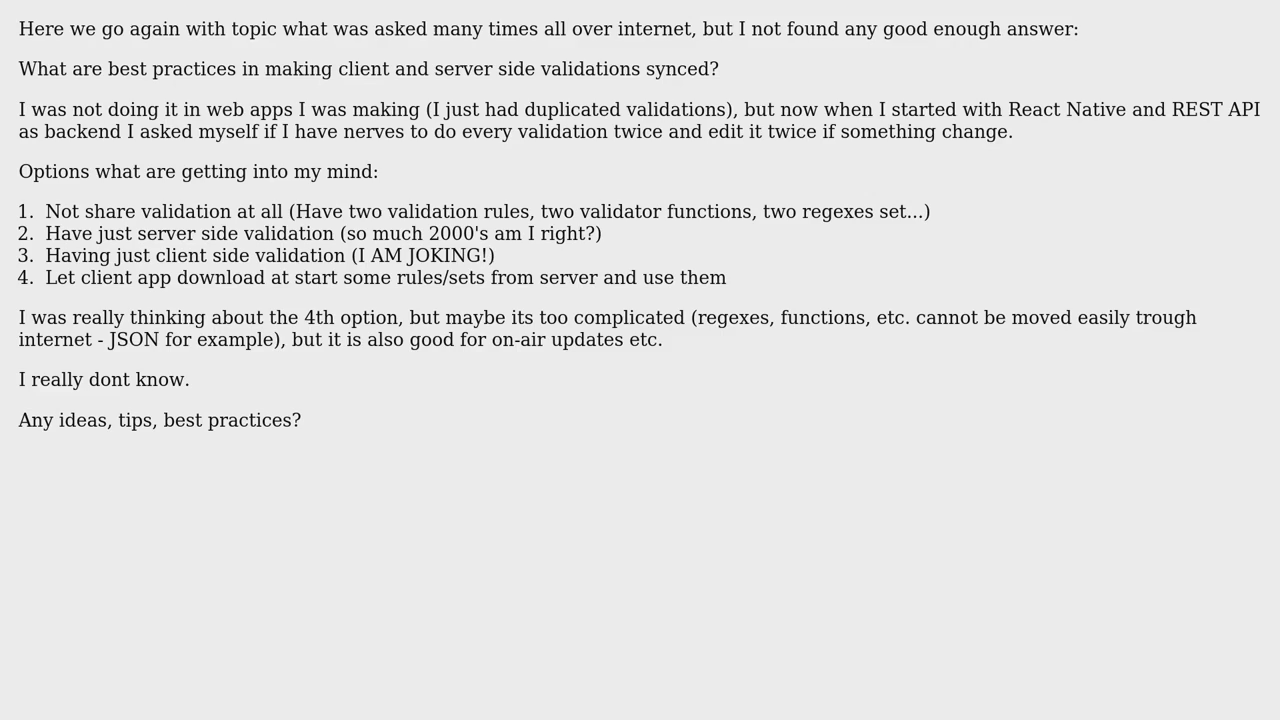 Here we go again with topic what was asked many times all over internet, but I not found any good enough answer:
What are best practices in making client and server side validations synced?
I was not doing it in web apps I was making (I just had duplicated validations), but now when I started with React Native and REST API
as backend I asked myself if I have nerves to do every validation twice and edit it twice if something change.
Options what are getting into my mind:
1. Not share validation at all (Have two validation rules, two validator functions, two regexes set...)
2. Have just server side validation (so much 2000's am I right?)
3. Having just client side validation (I AM JOKING!)
4. Let client app download at start some rules/sets from server and use them
I was really thinking about the 4th option, but maybe its too complicated (regexes, functions, etc. cannot be moved easily trough
internet - JSON for example), but it is also good for on-air updates etc.
I really dont know.
Any ideas, tips, best practices?